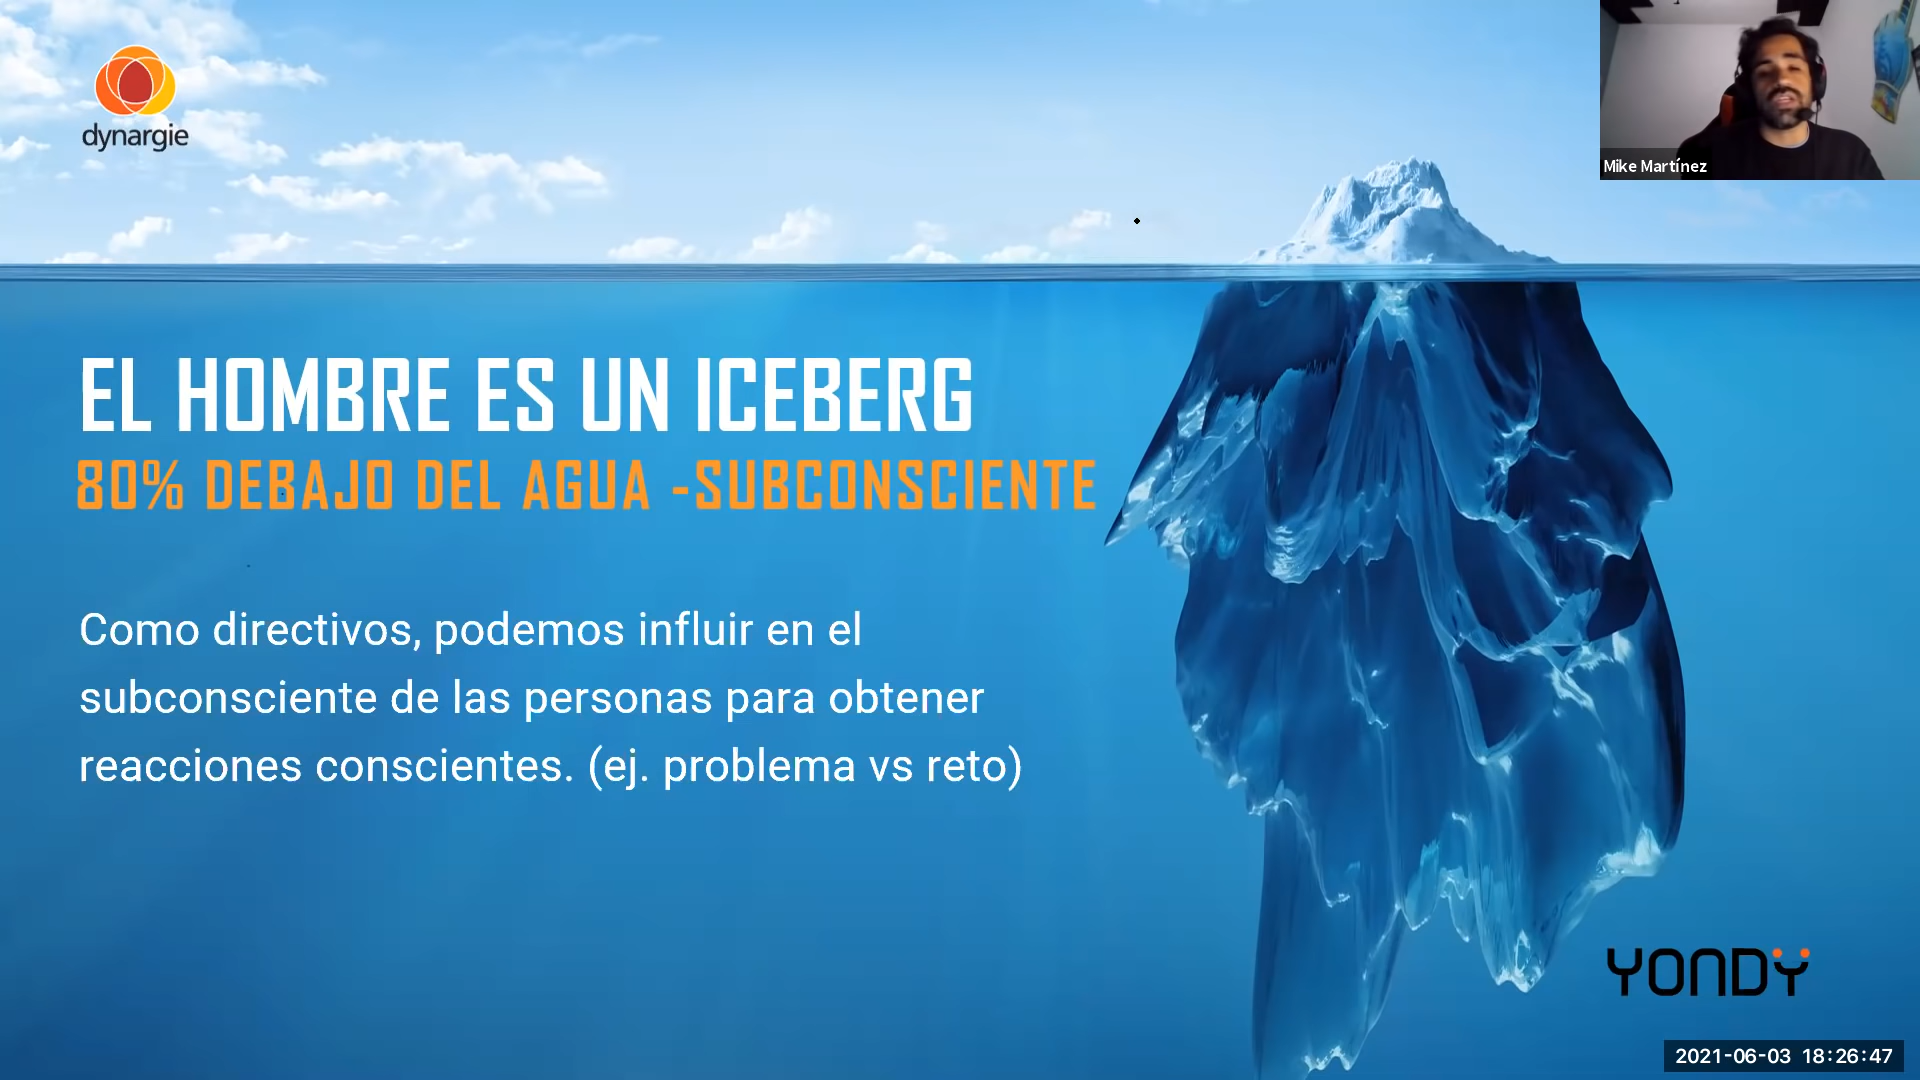 dynargie
Mike Martínez
EL HOMBRE ES UN ICEBERG
80% DEBAJO DEL AGUA -SUBCONSCIENTE
Como directivos, podemos influir en el
subconsciente de las personas para obtener
reacciones conscientes. (ej. problema vs reto)
YONDY
2021-06-03 18:26:47